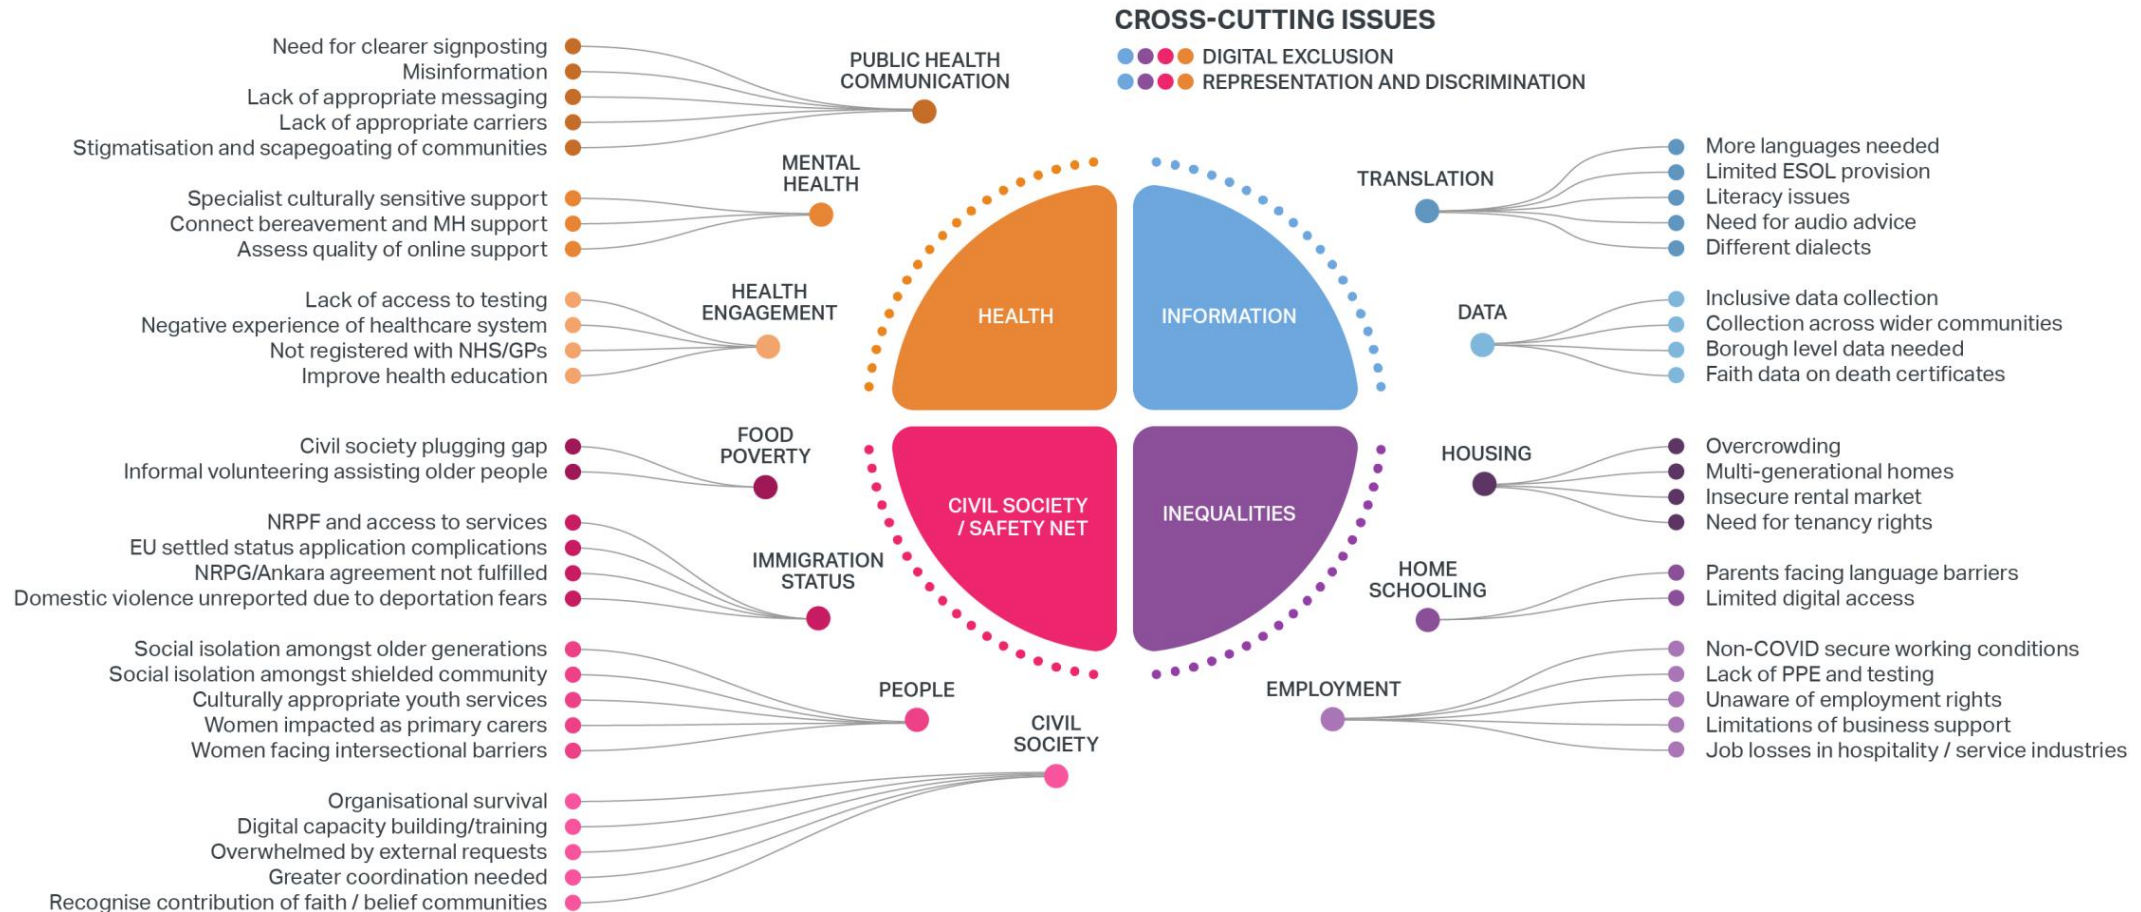 CROSS-CUTTING ISSUES
DIGITAL EXCLUSION
REPRESENTATION AND DISCRIMINATION
PUBLIC HEALTH
COMMUNICATION
Need for clearer signposting
Misinformation
Lack of appropriate messaging
Lack of appropriate carriers
Stigmatisation and scapegoating of communities
MENTAL
HEALTH
Specialist culturally sensitive support
Connect bereavement and MH support
Assess quality of online support
HEALTH
ENGAGEMENT
Lack of access to testing
Negative experience of healthcare system
Not registered with NHS/GPs
Improve health education
FOOD
POVERTY
Civil society plugging gap
Informal volunteering assisting older people
IMMIGRATION
STATUS
NRPF and access to services
EU settled status application complications
NRPG/Ankara agreement not fulfilled
Domestic violence unreported due to deportation fears
PEOPLE
Social isolation amongst older generations
Social isolation amongst shielded community
Culturally appropriate youth services
Women impacted as primary carers
Women facing intersectional barriers
CIVIL
SOCIETY
Organisational survival
Digital capacity building/training
Overwhelmed by external requests
Greater coordination needed
Recognise contribution of faith / belief communities
HEALTH
INFORMATION
CIVIL SOCIETY
/ SAFETY NET
INEQUALITIES
TRANSLATION
More languages needed
Limited ESOL provision
Literacy issues
Need for audio advice
Different dialects
DATA
Inclusive data collection
Collection across wider communities
Borough level data needed
Faith data on death certificates
HOUSING
Overcrowding
Multi-generational homes
Insecure rental market
Need for tenancy rights
HOME
SCHOOLING
Parents facing language barriers
Limited digital access
EMPLOYMENT
Non-COVID secure working conditions
Lack of PPE and testing
Unaware of employment rights
Limitations of business support
Job losses in hospitality / service industries